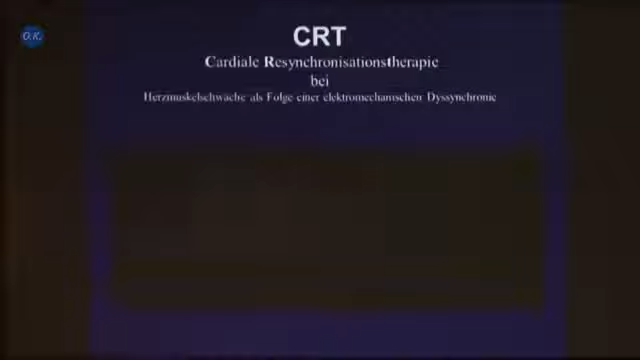 O.K.
CRT
Cardiale Resynchronisationstherapie
bei
Herzmuskelschwäche als Folge einer elektromechanischen Dyssynchronie